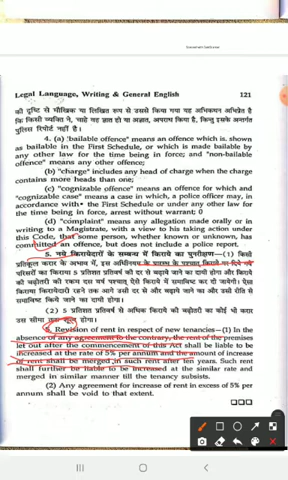 Legal Language, Writing & General English 121
की दृष्टि से मौखिक या लिखित रूप से उससे किया गया यह अभिकथन अभिप्रेत है
कि किसी व्यक्ति ने, चाहे वह ज्ञात हो या अज्ञात, अपराध किया है, किन्तु इसके अन्तर्गत
पुलिस रिपोर्ट नहीं है।
4. (a) 'bailable offence' means an offence which is shown
as bailable in the First Schedule, or which is made bailable by
any other law for the time being in force; and "non-bailable
offence" means any other offence;
(b) "charge" includes any head of charge when the charge
contains more heads than one;
(c) "cognizable offence" means an offence for which and
"cognizable case" means a case in which, a police officer may, in
accordance with the First Schedule or under any other law for
the time being in force, arrest without warrant:
(d) "complaint" means any allegation made orally or in
writing to a Magistrate, with a view to his taking action under
this Code, that some person, whether known or unknown, has
committed an offence, but does not include a police report.
5. नये किरायेदारी के सम्बन्ध में किराये का पुनरीक्षण—(1) किसी
प्रतिकूल करार के अभाव में, इस अधिनियम के प्रारम्भ के पश्चात् किराये पर दिये गये
परिसरों का किराया 5 प्रतिशत प्रतिवर्ष की दर से बढ़ाये जाने का दायी होगा और किराये
की बढ़ोतरी की रकम दस वर्ष पश्चात् ऐसे किराये में समाविष्ट कर दी जायेगी। ऐसा
किराया किरायेदारी रहने तक आगे उसी दर से और बढ़ाये जाने का और उसी रीति से
समाविष्ट किये जाने का दायी होगा।
(2) 5 प्रतिशत प्रतिवर्ष से अधिक किराये की बढ़ोतरी का कोई भी करार
उस सीमा तक शून्य होगा।
Revision of rent in respect of new tenancies—(1) In the
absence of any agreement to the contrary, the rent of the premises
let out after the commencement of this Act shall be liable to be
increased at the rate of 5% per annum and the amount of increase
of rent shall be merged in such rent after ten years. Such rent
shall further be liable to be increased at the similar rate and
merged in similar manner till the tenancy subsists.
(2) Any agreement for increase of rent in excess of 5% per
annum shall be void to that extent.